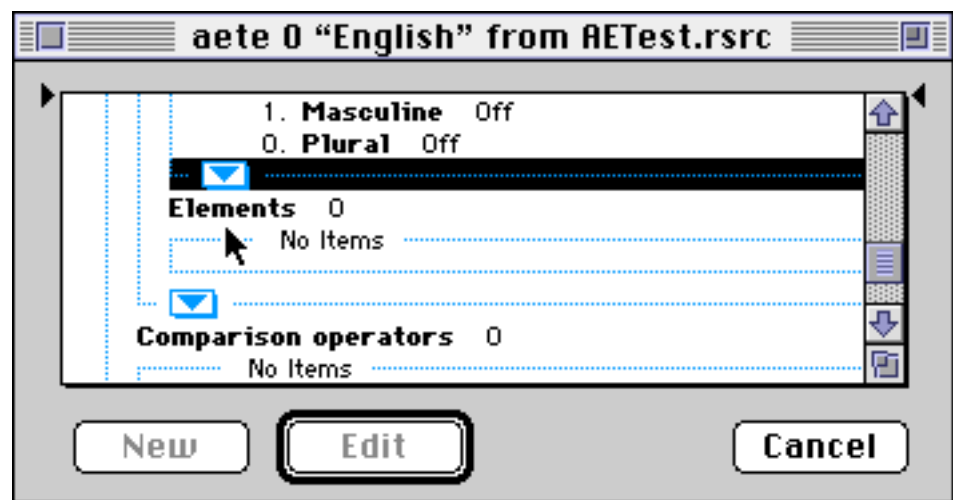 aete 0 “English” from AETest.rsrc
1. Masculine Off
0. Plural Off
Elements 0
No Items
Comparison operators 0
No Items
New Edit Cancel